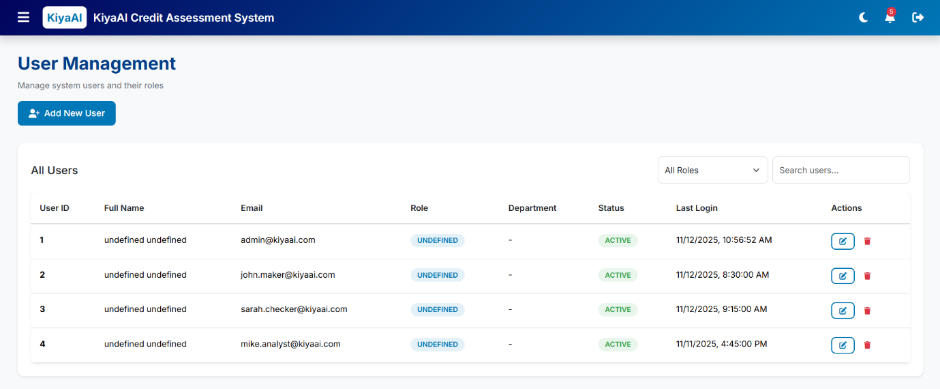 KiyaAI KiyaAI Credit Assessment System 5
User Management
Manage system users and their roles
Add New User
All Users All Roles Search users...
User ID Full Name Email Role Department Status Last Login Actions
1 undefined undefined admin@kiyaai.com UNDEFINED - ACTIVE 11/12/2025, 10:56:52 AM
2 undefined undefined john.maker@kiyaai.com UNDEFINED - ACTIVE 11/12/2025, 8:30:00 AM
3 undefined undefined sarah.checker@kiyaai.com UNDEFINED - ACTIVE 11/12/2025, 9:15:00 AM
4 undefined undefined mike.analyst@kiyaai.com UNDEFINED - ACTIVE 11/11/2025, 4:45:00 PM